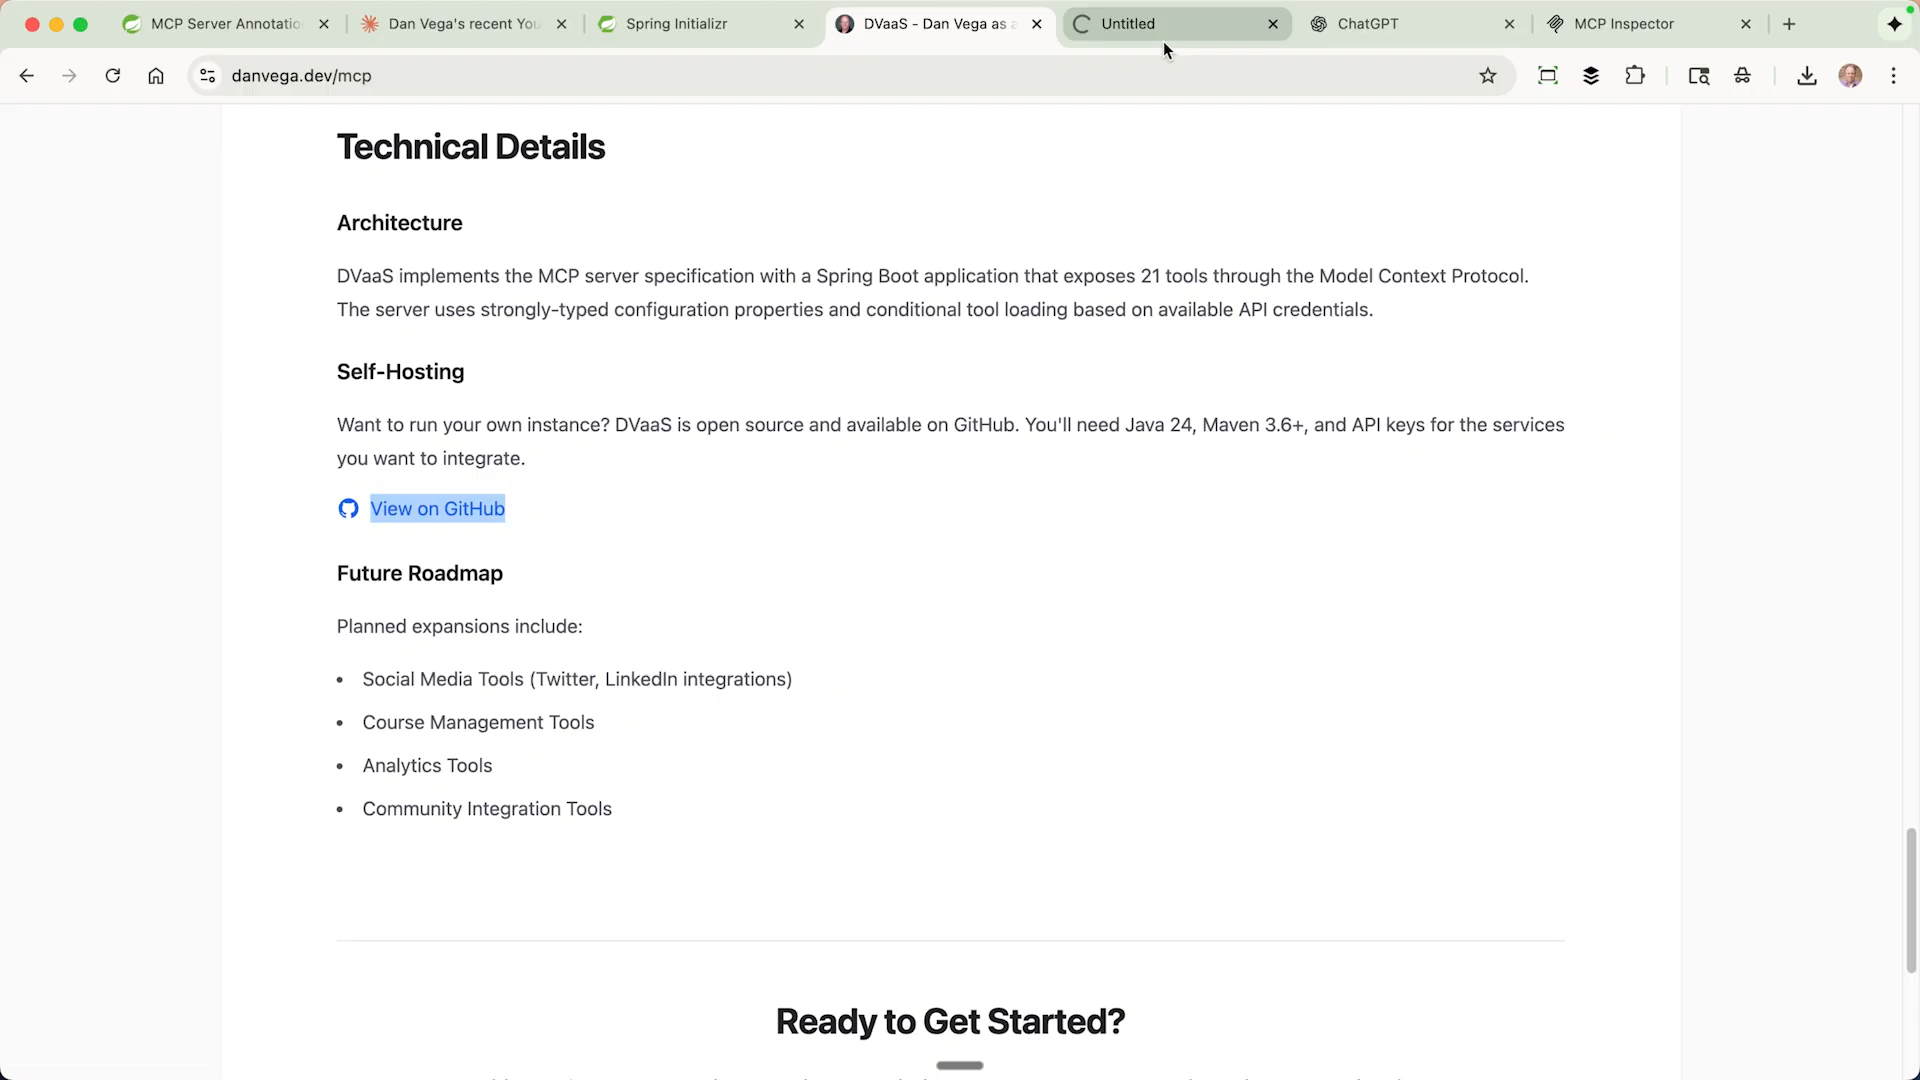 MCP Server Annotatio
Dan Vega's recent You
Spring Initializr
DVaaS - Dan Vega as a
Untitled
ChatGPT
MCP Inspector
danvega.dev/mcp
Technical Details
Architecture
DVaaS implements the MCP server specification with a Spring Boot application that exposes 21 tools through the Model Context Protocol.
The server uses strongly-typed configuration properties and conditional tool loading based on available API credentials.
Self-Hosting
Want to run your own instance? DVaaS is open source and available on GitHub. You'll need Java 24, Maven 3.6+, and API keys for the services
you want to integrate.
View on GitHub
Future Roadmap
Planned expansions include:
• Social Media Tools (Twitter, LinkedIn integrations)
• Course Management Tools
• Analytics Tools
• Community Integration Tools
Ready to Get Started?